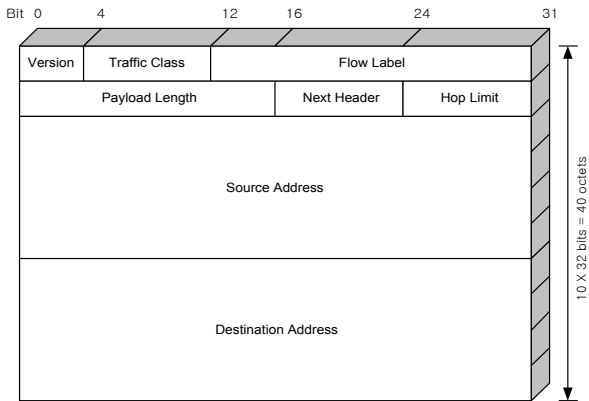 Bit 0 4 12 16 24 31
Version Traffic Class Flow Label
Payload Length Next Header Hop Limit
Source Address
Destination Address
10 X 32 bits = 40 octets